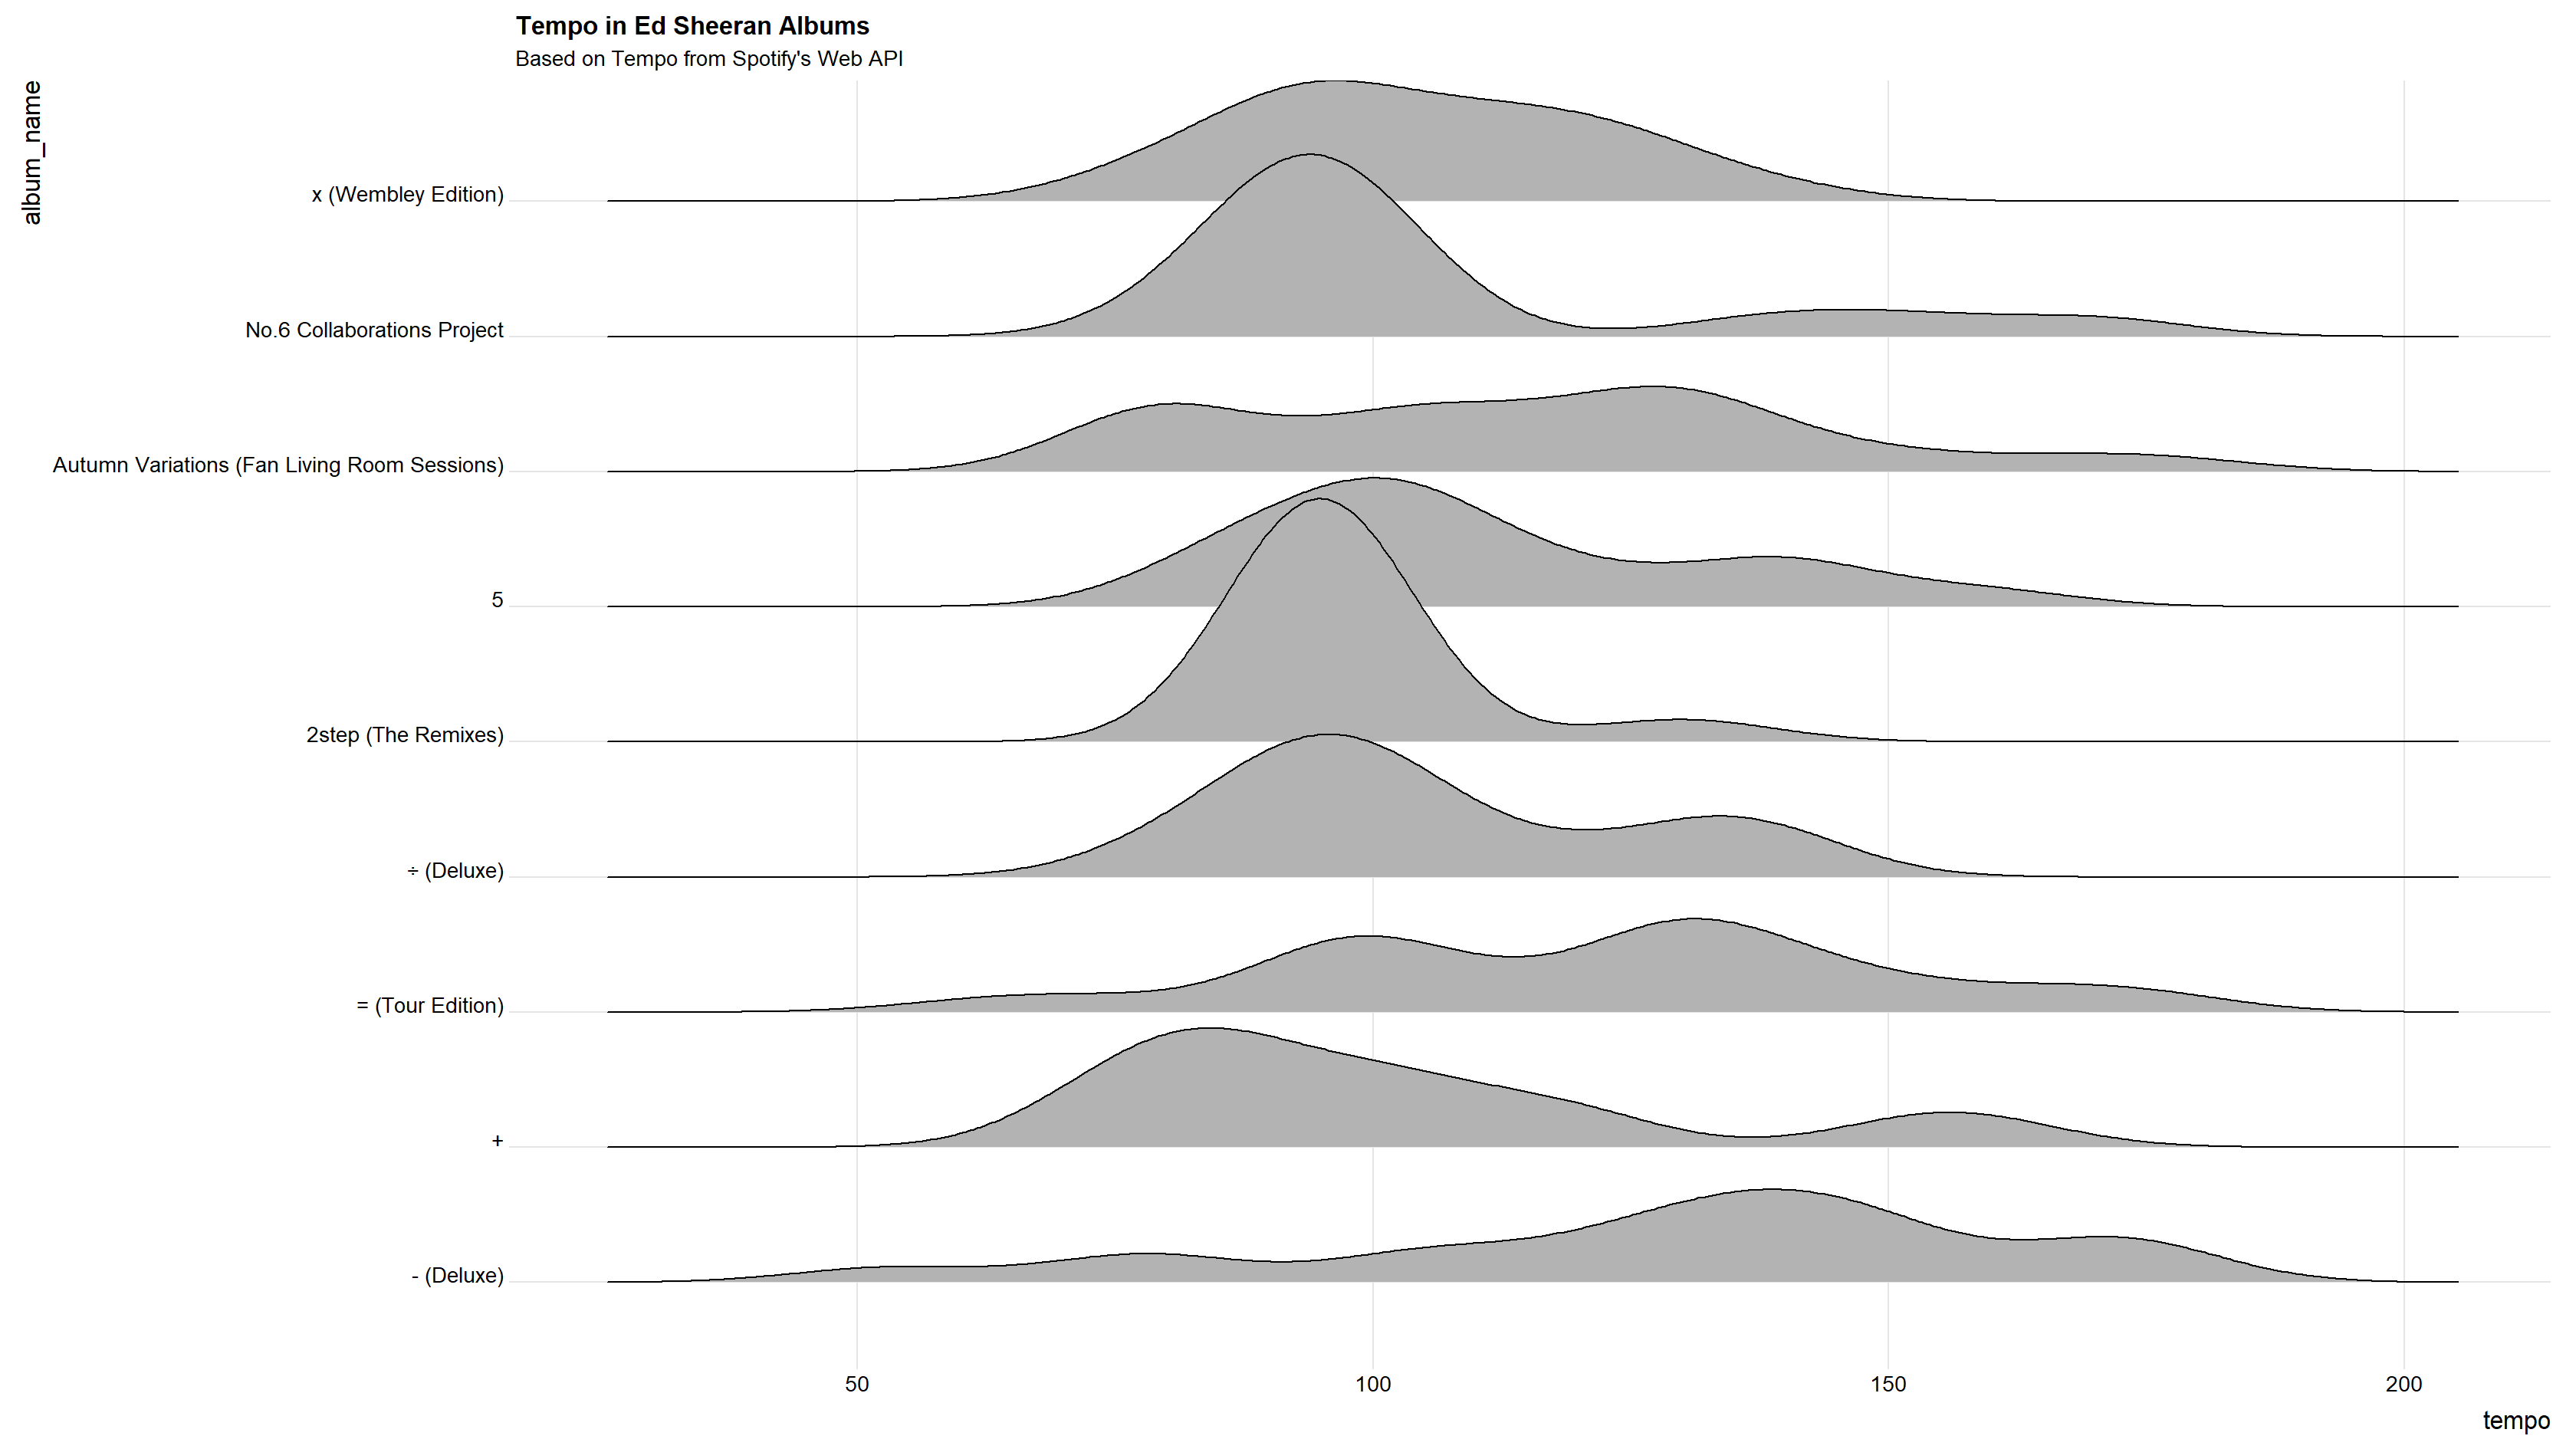 Tempo in Ed Sheeran Albums
Based on Tempo from Spotify's Web API
album_name
x (Wembley Edition)
No.6 Collaborations Project
Autumn Variations (Fan Living Room Sessions)
5
2step (The Remixes)
÷ (Deluxe)
= (Tour Edition)
+
- (Deluxe)
50 100 150 200
tempo